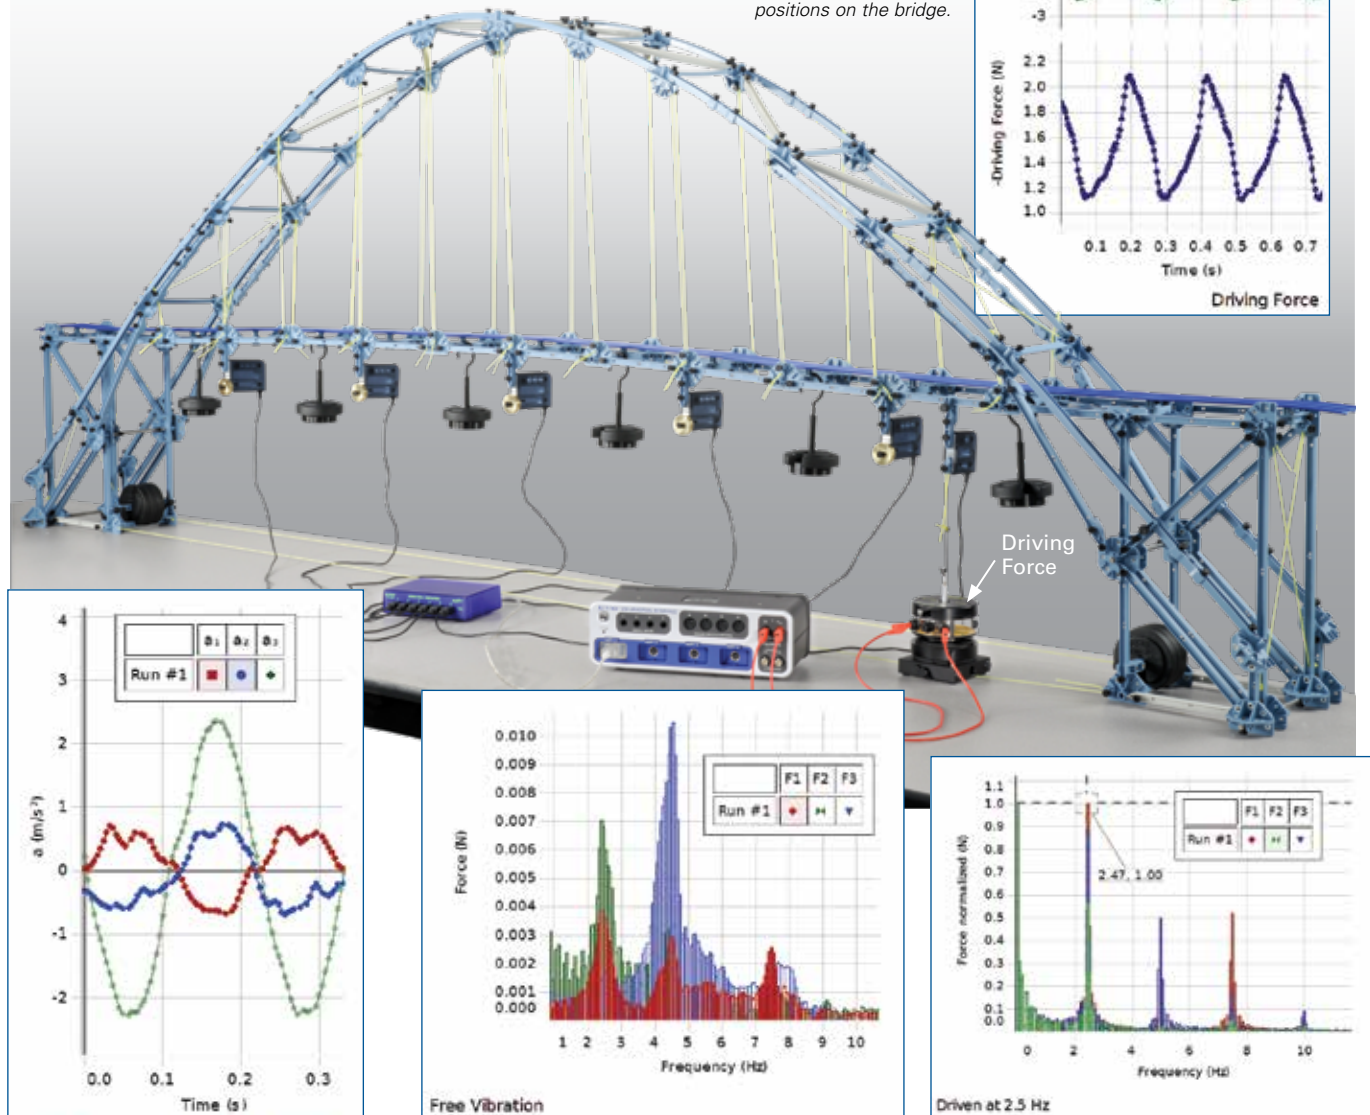 positions on the bridge.
-3
-Driving Force (N)
2.2
2.0
1.8
1.6
1.4
1.2
1.0
0.1 0.2 0.3 0.4 0.5 0.6 0.7
Time (s)
Driving Force
Driving
Force
a (m/s²)
4
3
2
1
0
-1
-2
a₁ a₂ a₃
Run #1
0.0 0.1 0.2 0.3
Time (s)
Force (N)
0.010
0.009
0.008
0.007
0.006
0.005
0.004
0.003
0.002
0.001
0.000
F1 F2 F3
Run #1
1 2 3 4 5 6 7 8 9 10
Frequency (Hz)
Free Vibration
Force normalized (N)
1.1
1.0
0.9
0.8
0.7
0.6
0.5
0.4
0.3
0.2
0.1
0.0
F1 F2 F3
Run #1
2.47, 1.00
0 2 4 6 8 10
Frequency (Hz)
Driven at 2.5 Hz